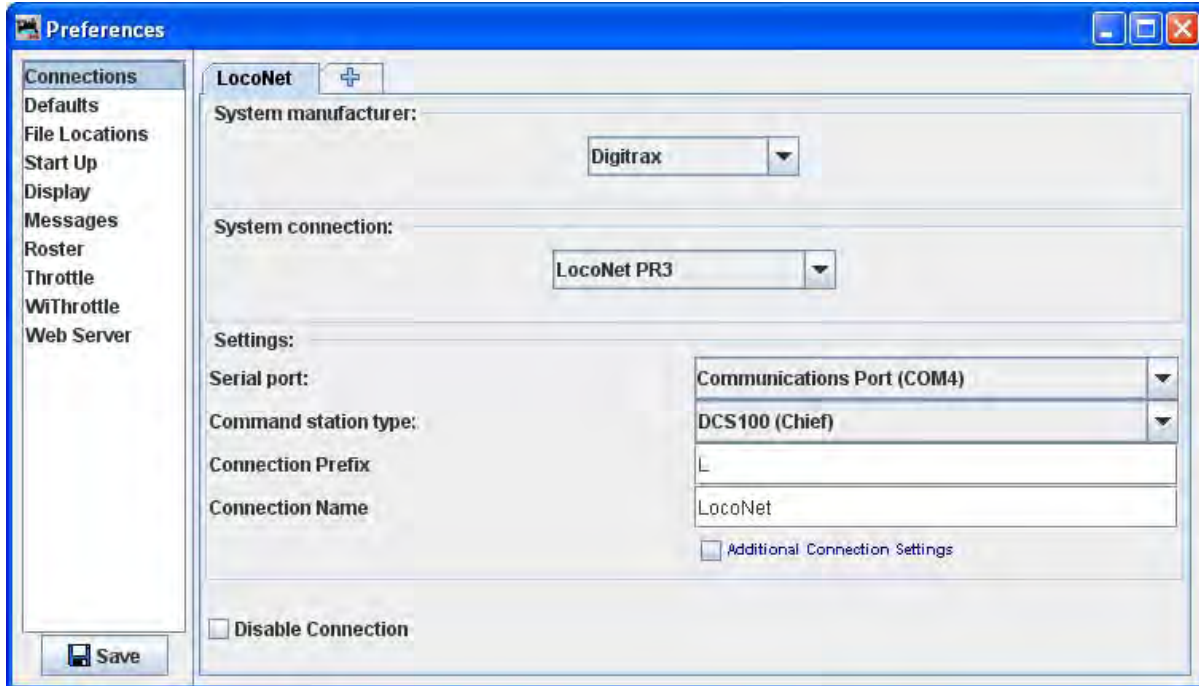 Preferences
Connections
Defaults
File Locations
Start Up
Display
Messages
Roster
Throttle
WiThrottle
Web Server
Save
LocoNet
System manufacturer:
Digitrax
System connection:
LocoNet PR3
Settings:
Serial port: Communications Port (COM4)
Command station type: DCS100 (Chief)
Connection Prefix L
Connection Name LocoNet
Additional Connection Settings
Disable Connection